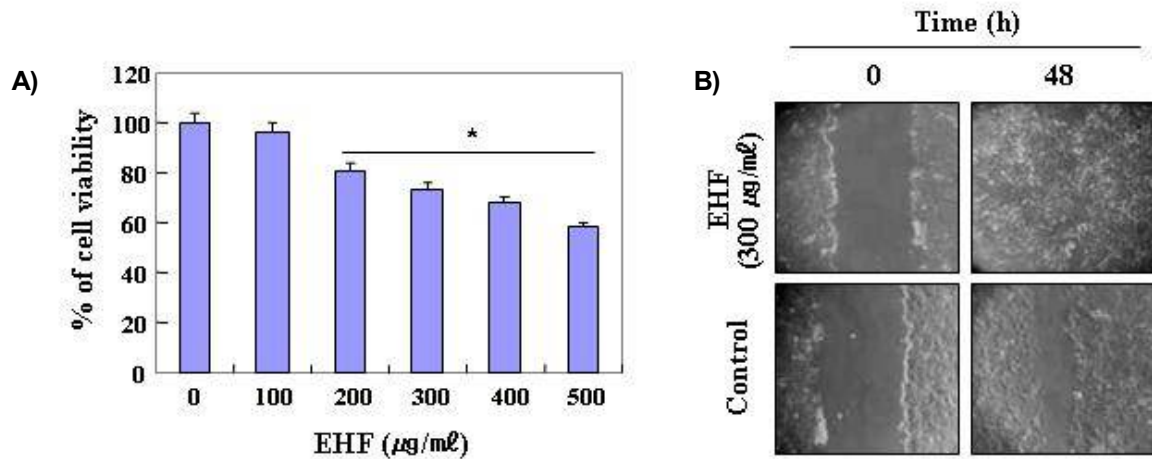 A)
120
100
80
60
40
20
0
% of cell viability
*
0 100 200 300 400 500
EHF (μg/㎖)
B)
Time (h)
0 48
EHF
(300 μg/㎖)
Control